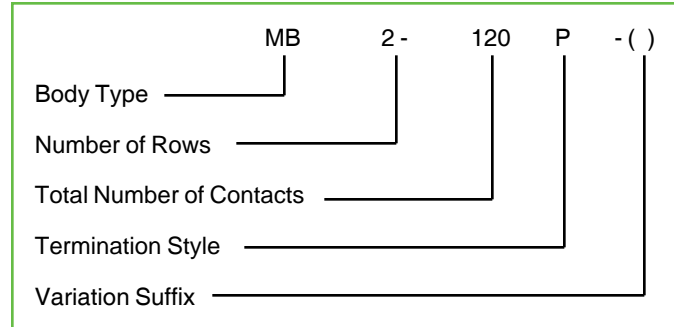 MB 2 - 120 P - ( )
Body Type
Number of Rows
Total Number of Contacts
Termination Style
Variation Suffix